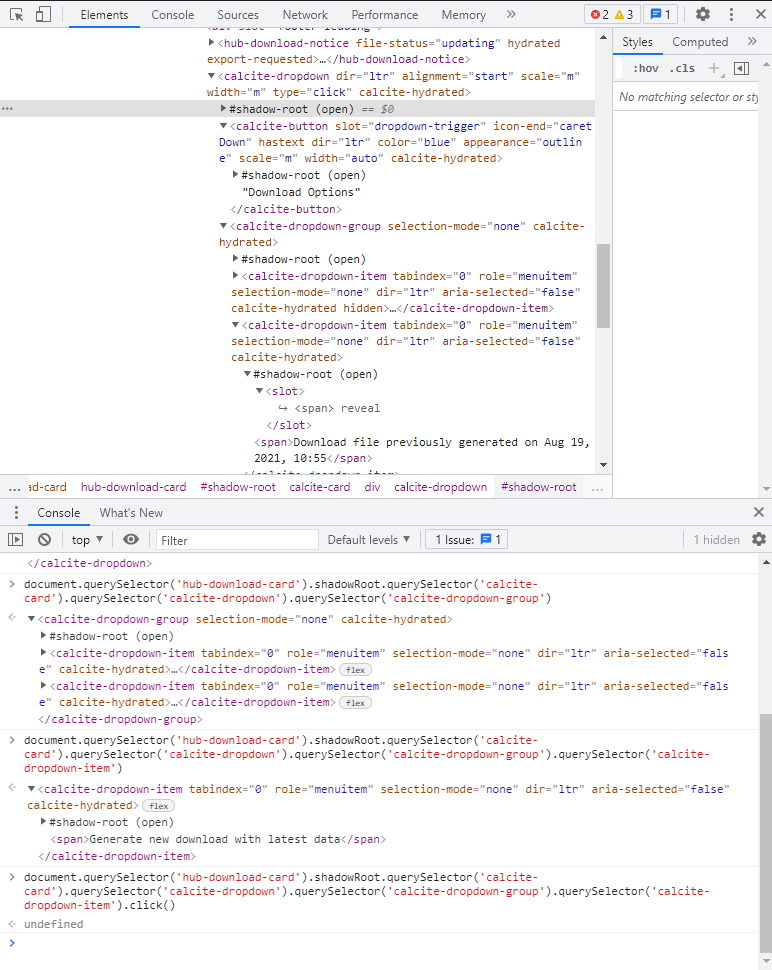 Elements Console Sources Network Performance Memory » 2 3 1
<hub-download-notice file-status="updating" hydrated
export-requested>…</hub-download-notice>
<calcite-dropdown dir="ltr" alignment="start" scale="m"
width="m" type="click" calcite-hydrated>
#shadow-root (open) == $0
<calcite-button slot="dropdown-trigger" icon-end="caret
Down" hastext dir="ltr" color="blue" appearance="outlin
e" scale="m" width="auto" calcite-hydrated>
#shadow-root (open)
"Download Options"
</calcite-button>
<calcite-dropdown-group selection-mode="none" calcite-
hydrated>
#shadow-root (open)
<calcite-dropdown-item tabindex="0" role="menuitem"
selection-mode="none" dir="ltr" aria-selected="false"
calcite-hydrated hidden>…</calcite-dropdown-item>
<calcite-dropdown-item tabindex="0" role="menuitem"
selection-mode="none" dir="ltr" aria-selected="false"
calcite-hydrated>
#shadow-root (open)
<slot>
↪ <span> reveal
</slot>
<span>Download file previously generated on Aug 19,
2021, 10:55</span>
Styles Computed »
:hov .cls +
No matching selector or sty
... ad-card hub-download-card #shadow-root calcite-card div calcite-dropdown #shadow-root ...
Console What's New
top ▼ Filter Default levels ▼ 1 Issue: 1 1 hidden
</calcite-dropdown>
document.querySelector('hub-download-card').shadowRoot.querySelector('calcite-
card').querySelector('calcite-dropdown').querySelector('calcite-dropdown-group')
<calcite-dropdown-group selection-mode="none" calcite-hydrated>
#shadow-root (open)
<calcite-dropdown-item tabindex="0" role="menuitem" selection-mode="none" dir="ltr" aria-selected="fals
e" calcite-hydrated>…</calcite-dropdown-item> flex
<calcite-dropdown-item tabindex="0" role="menuitem" selection-mode="none" dir="ltr" aria-selected="fals
e" calcite-hydrated>…</calcite-dropdown-item> flex
</calcite-dropdown-group>
document.querySelector('hub-download-card').shadowRoot.querySelector('calcite-
card').querySelector('calcite-dropdown').querySelector('calcite-dropdown-group').querySelector('calcite-
dropdown-item')
<calcite-dropdown-item tabindex="0" role="menuitem" selection-mode="none" dir="ltr" aria-selected="false"
calcite-hydrated> flex
#shadow-root (open)
<span>Generate new download with latest data</span>
</calcite-dropdown-item>
document.querySelector('hub-download-card').shadowRoot.querySelector('calcite-
card').querySelector('calcite-dropdown').querySelector('calcite-dropdown-group').querySelector('calcite-
dropdown-item').click()
undefined